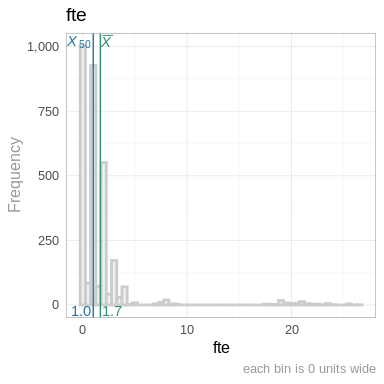 fte
X 50 X̅
1,000
750
500
250
0
Frequency
1.0 1.7
0 10 20
fte
each bin is 0 units wide